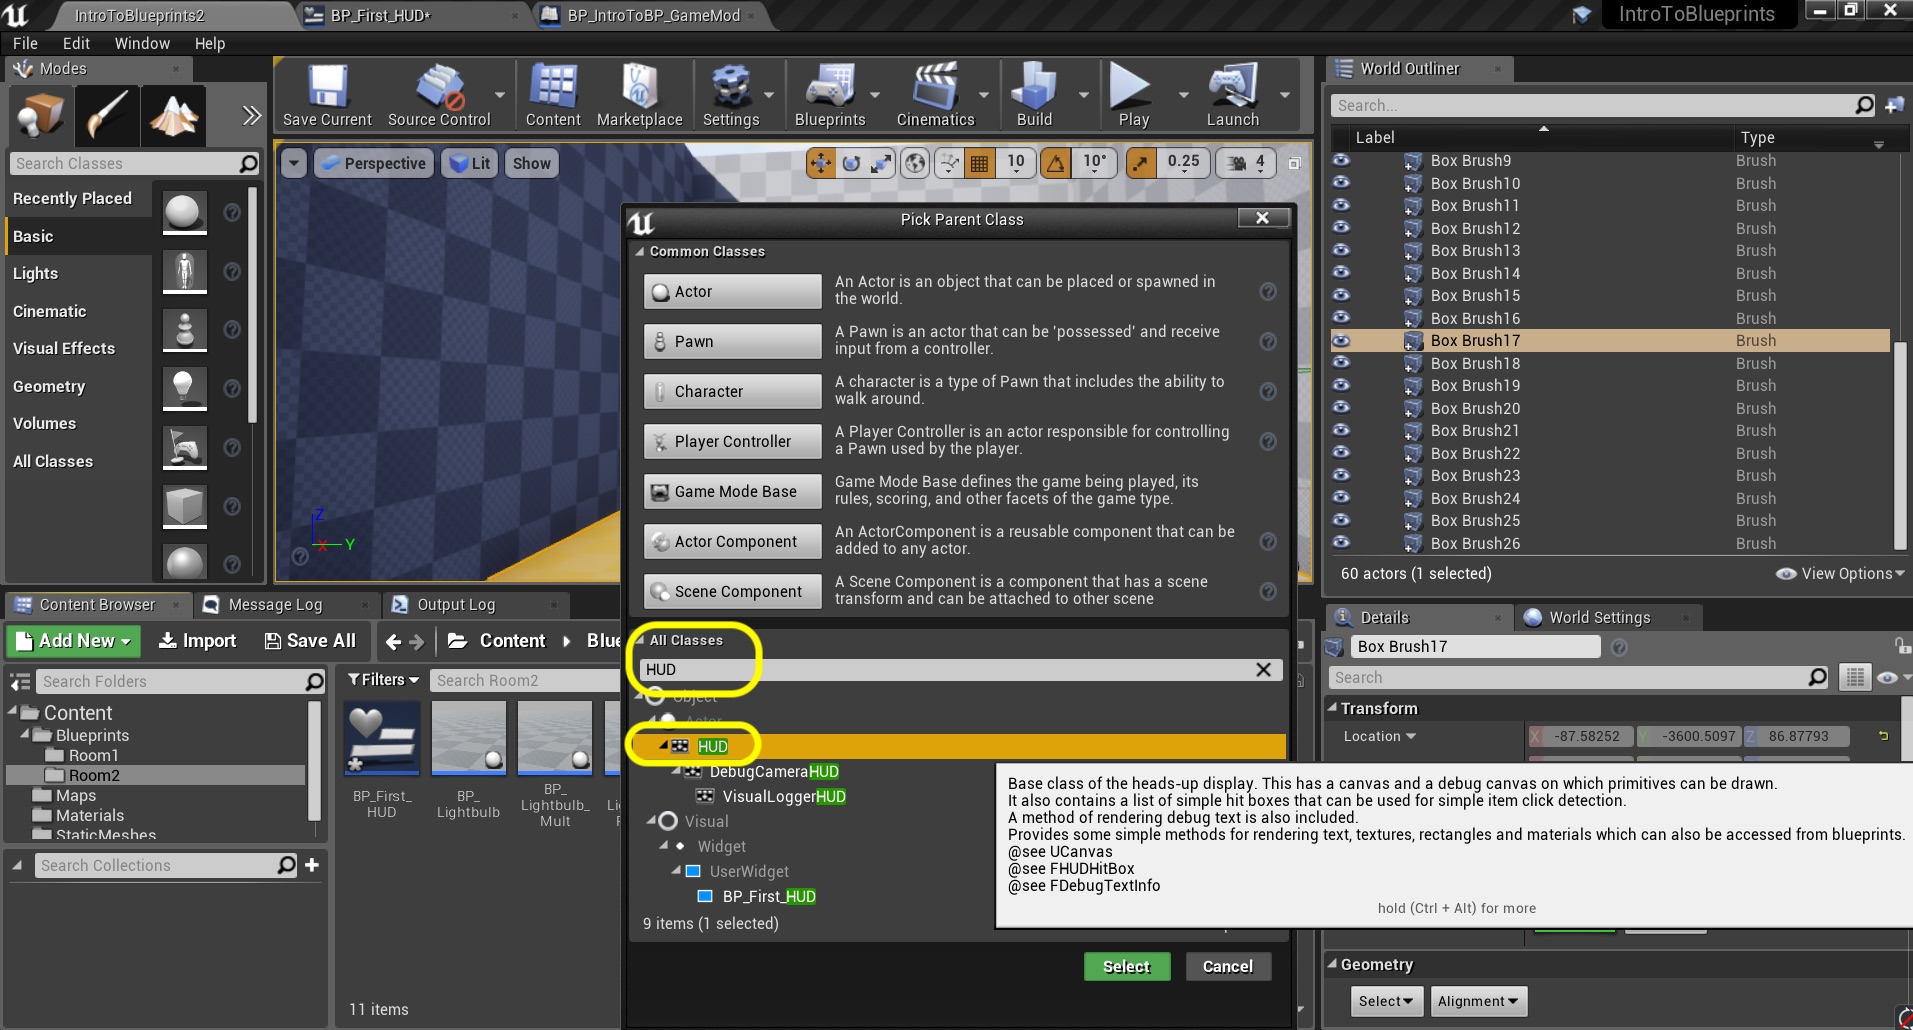 IntroToBlueprints2
BP_First_HUD*
BP_IntroToBP_GameMod
IntroToBlueprints
File Edit Window Help
Modes
Save Current
Source Control
Content
Marketplace
Settings
Blueprints
Cinematics
Build
Play
Launch
Search Classes
Recently Placed
Basic
Lights
Cinematic
Visual Effects
Geometry
Volumes
All Classes
Perspective
Lit
Show
10
10°
0.25
4
Z
X
Y
World Outliner
Search...
Label Type
Box Brush9 Brush
Box Brush10 Brush
Box Brush11 Brush
Box Brush12 Brush
Box Brush13 Brush
Box Brush14 Brush
Box Brush15 Brush
Box Brush16 Brush
Box Brush17 Brush
Box Brush18 Brush
Box Brush19 Brush
Box Brush20 Brush
Box Brush21 Brush
Box Brush22 Brush
Box Brush23 Brush
Box Brush24 Brush
Box Brush25 Brush
Box Brush26 Brush
60 actors (1 selected)
View Options
Pick Parent Class
Common Classes
Actor
An Actor is an object that can be placed or spawned in
the world.
Pawn
A Pawn is an actor that can be 'possessed' and receive
input from a controller.
Character
A character is a type of Pawn that includes the ability to
walk around.
Player Controller
A Player Controller is an actor responsible for controlling
a Pawn used by the player.
Game Mode Base
Game Mode Base defines the game being played, its
rules, scoring, and other facets of the game type.
Actor Component
An ActorComponent is a reusable component that can be
added to any actor.
Scene Component
A Scene Component is a component that has a scene
transform and can be attached to other scene
All Classes
HUD
Object
Actor
HUD
DebugCameraHUD
VisualLoggerHUD
Visual
Widget
UserWidget
BP_First_HUD
9 items (1 selected)
Select
Cancel
Base class of the heads-up display. This has a canvas and a debug canvas on which primitives can be drawn.
It also contains a list of simple hit boxes that can be used for simple item click detection.
A method of rendering debug text is also included.
Provides some simple methods for rendering text, textures, rectangles and materials which can also be accessed from blueprints.
@see UCanvas
@see FHUDHitBox
@see FDebugTextInfo
hold (Ctrl + Alt) for more
Content Browser
Message Log
Output Log
Add New
Import
Save All
Content
Search Folders
Filters
Search Room2
Content
Blueprints
Room1
Room2
Maps
Materials
StaticMeshes
Search Collections
BP_First_
HUD
BP_
Lightbulb
BP_
Lightbulb_
Mult
11 items
Details
World Settings
Box Brush17
Search
Transform
Location
X -87.58252
Y -3600.5097
Z 86.87793
Geometry
Select
Alignment